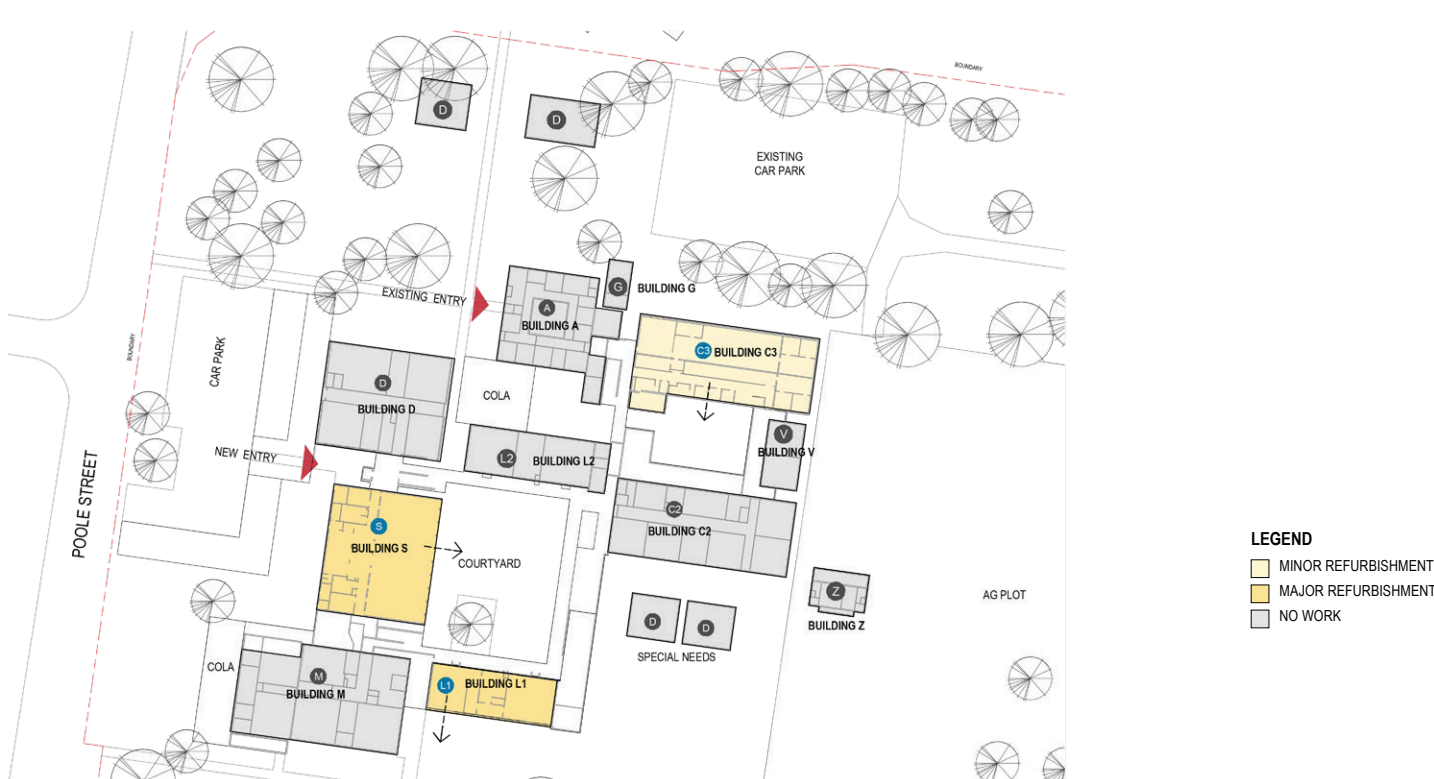 BOUNDARY
D
D
EXISTING
CAR PARK
G
BUILDING G
EXISTING ENTRY
A
BUILDING A
C3
BUILDING C3
BOUNDARY
CAR PARK
D
BUILDING D
COLA
V
BUILDING V
NEW ENTRY
L2
BUILDING L2
POOLE STREET
C2
BUILDING C2
S
BUILDING S
COURTYARD
Z
BUILDING Z
AG PLOT
D
D
SPECIAL NEEDS
COLA
M
BUILDING M
L1
BUILDING L1
LEGEND
MINOR REFURBISHMENT
MAJOR REFURBISHMENT
NO WORK